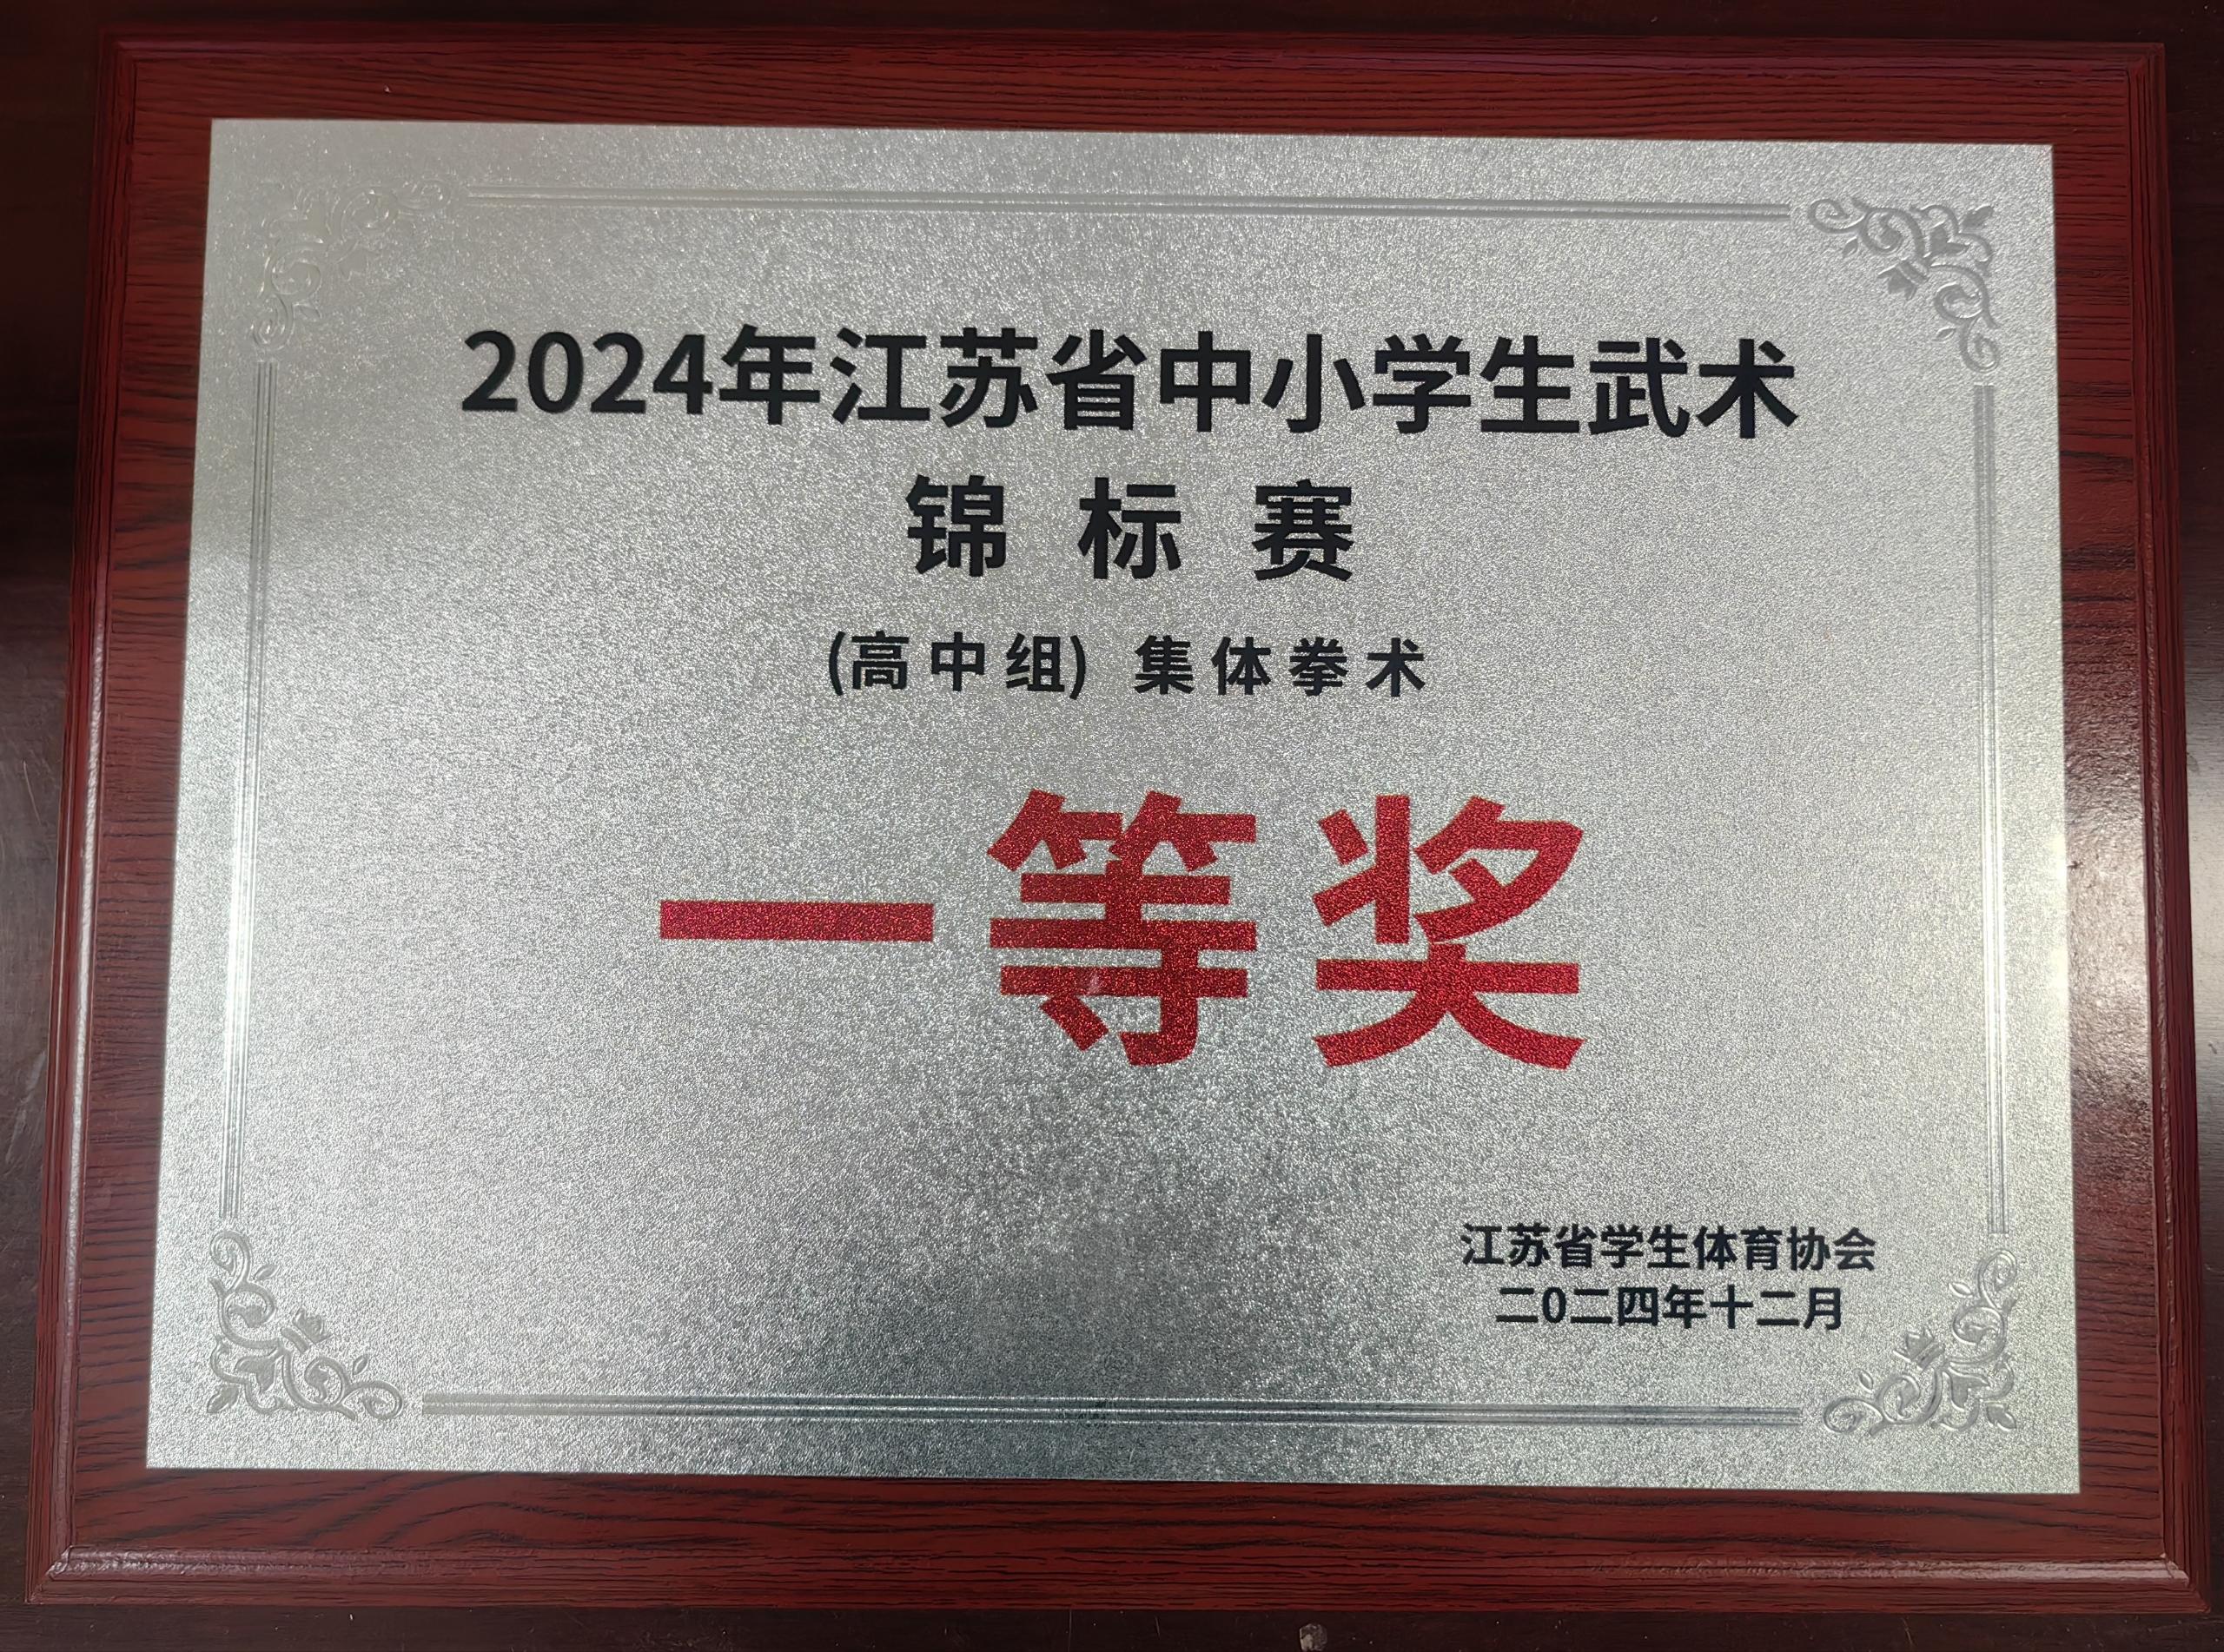 2024年江苏省中小学生武术
锦标赛
(高中组) 集体拳术
一等奖
江苏省学生体育协会
二0二四年十二月